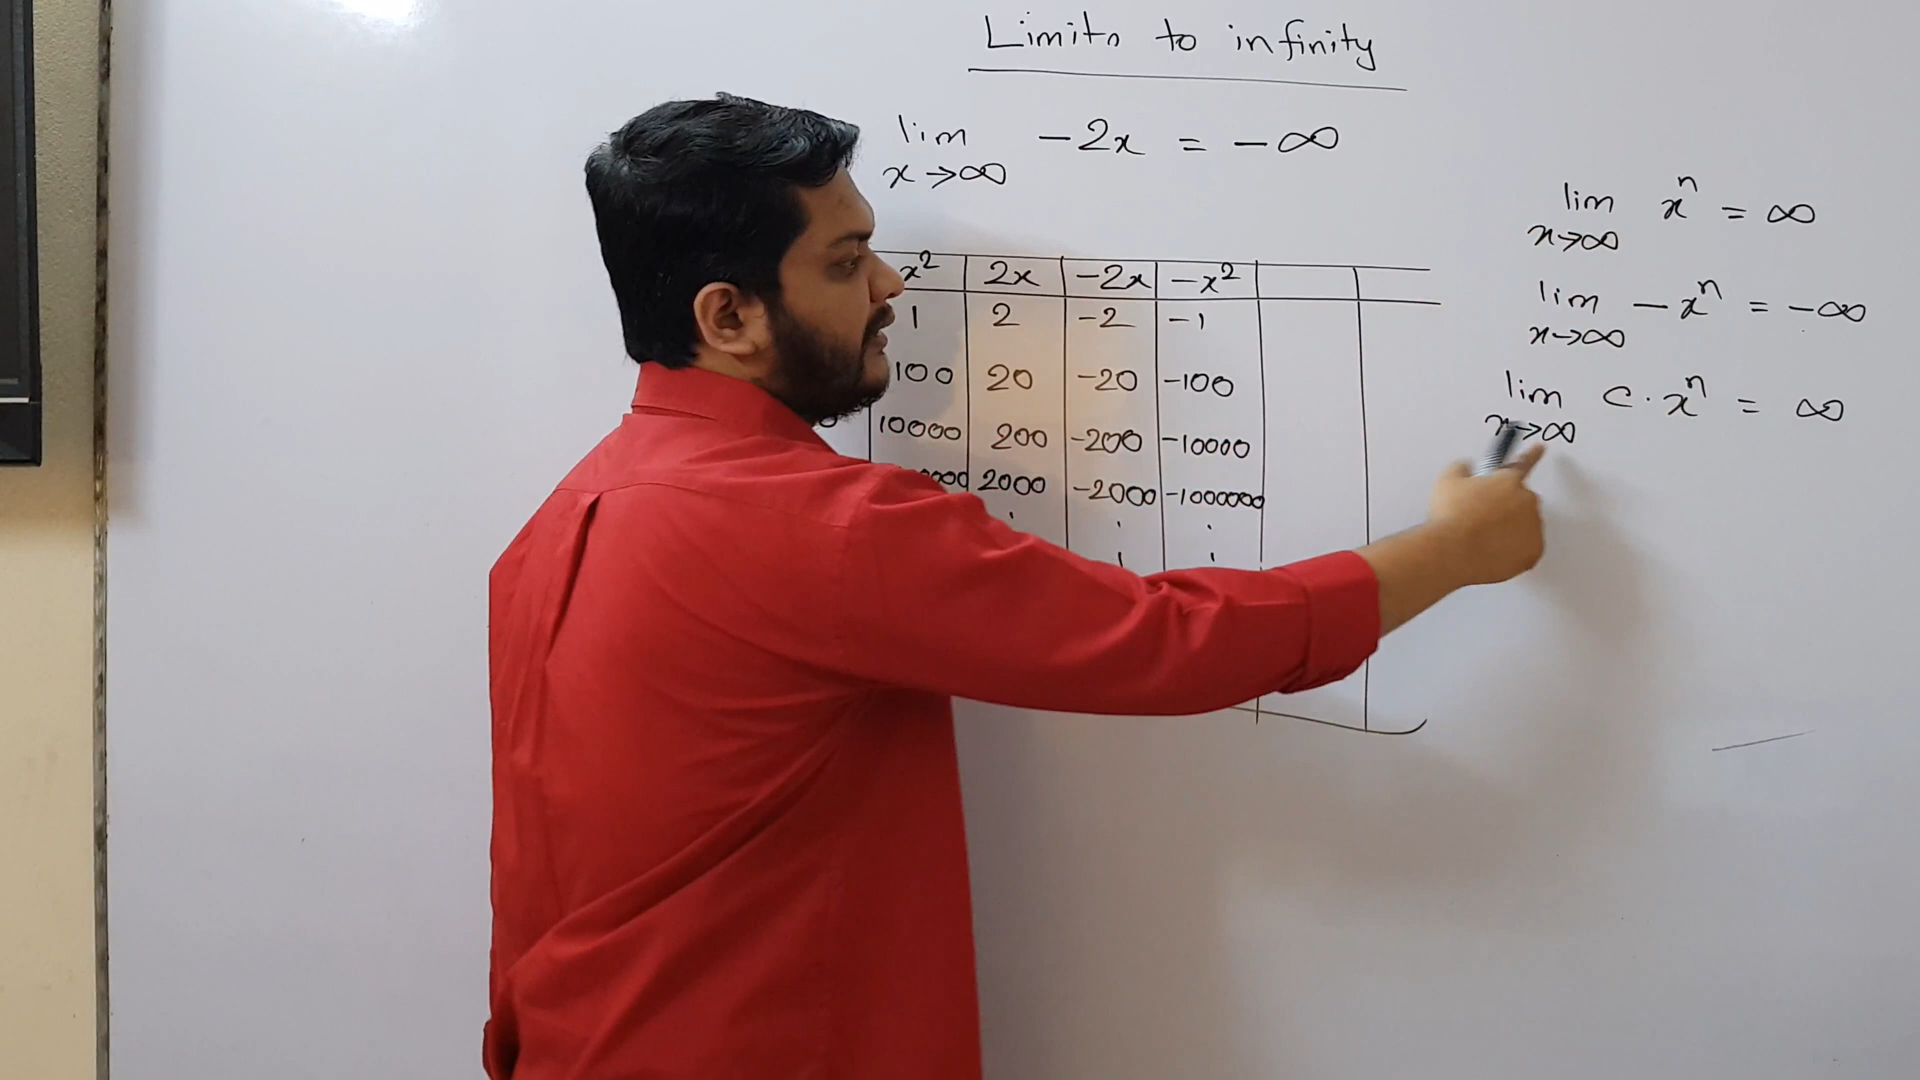 Limits to infinity
lim -2x = -∞
x→∞
x² 2x -2x -x²
1 2 -2 -1
100 20 -20 -100
10000 200 -200 -10000
2000 -2000 -1000000
lim xⁿ = ∞
x→∞
lim -xⁿ = -∞
x→∞
lim c.xⁿ = ∞
x→∞